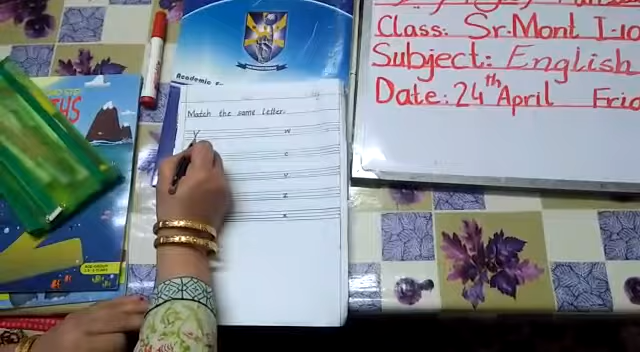 Class: Sr.Mont I-10
Subject: English
Date: 24th April Fri
Academic
Match the same letter.
w
c
v
z
x